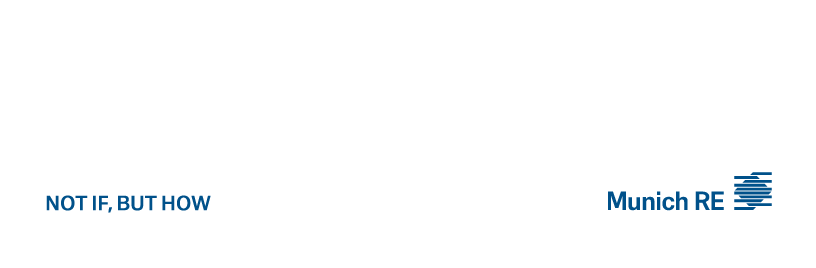 NOT IF, BUT HOW
Munich RE